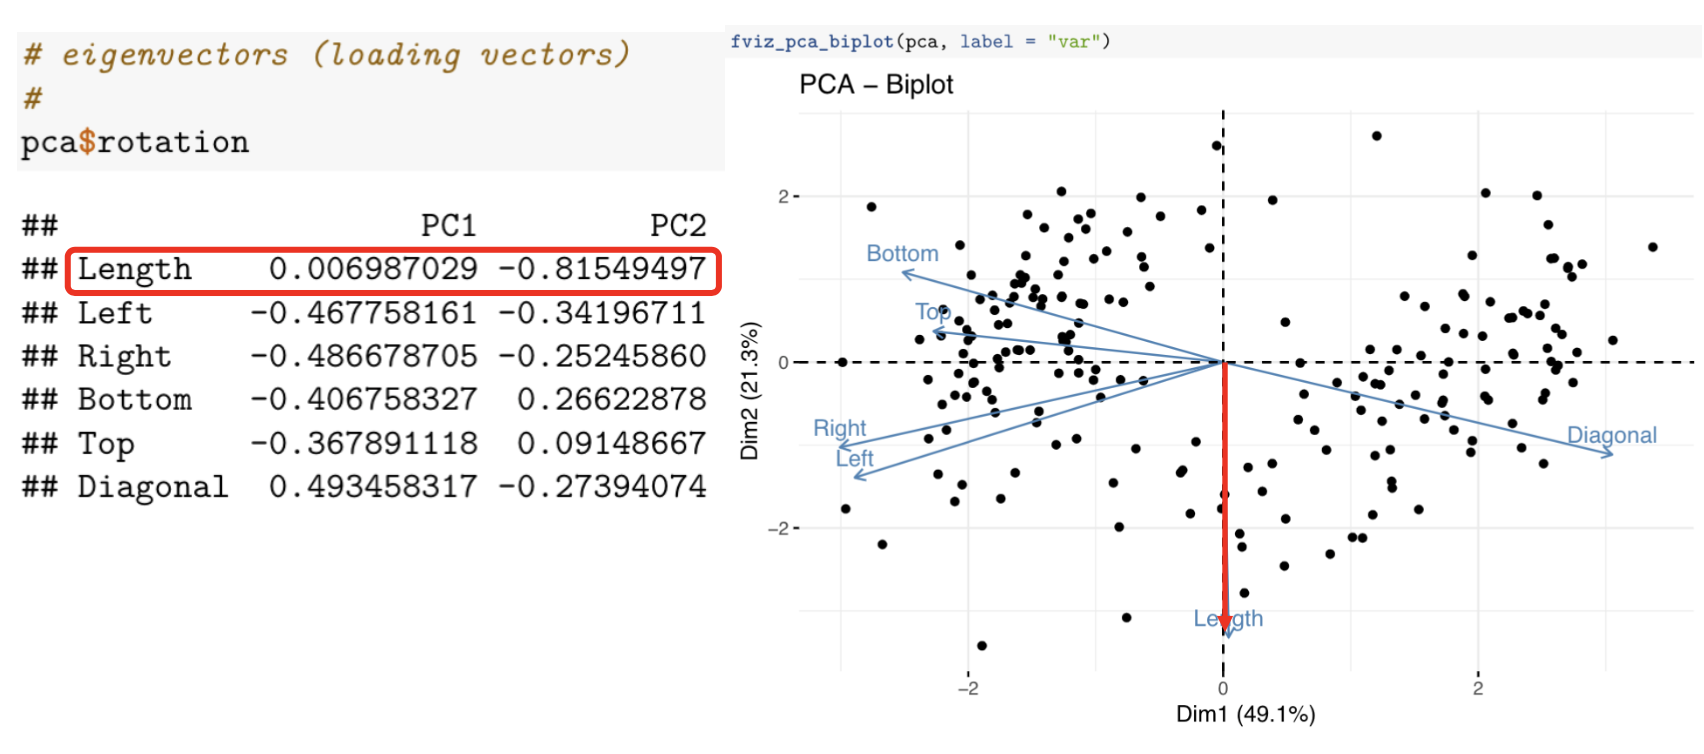 # eigenvectors (loading vectors)
#
pca$rotation
## PC1 PC2
## Length 0.006987029 -0.81549497
## Left -0.467758161 -0.34196711
## Right -0.486678705 -0.25245860
## Bottom -0.406758327 0.26622878
## Top -0.367891118 0.09148667
## Diagonal 0.493458317 -0.27394074
fviz_pca_biplot(pca, label = "var")
PCA – Biplot
Dim2 (21.3%)
2
0
−2
Bottom
Top
Right
Left
Diagonal
Length
−2 0 2
Dim1 (49.1%)